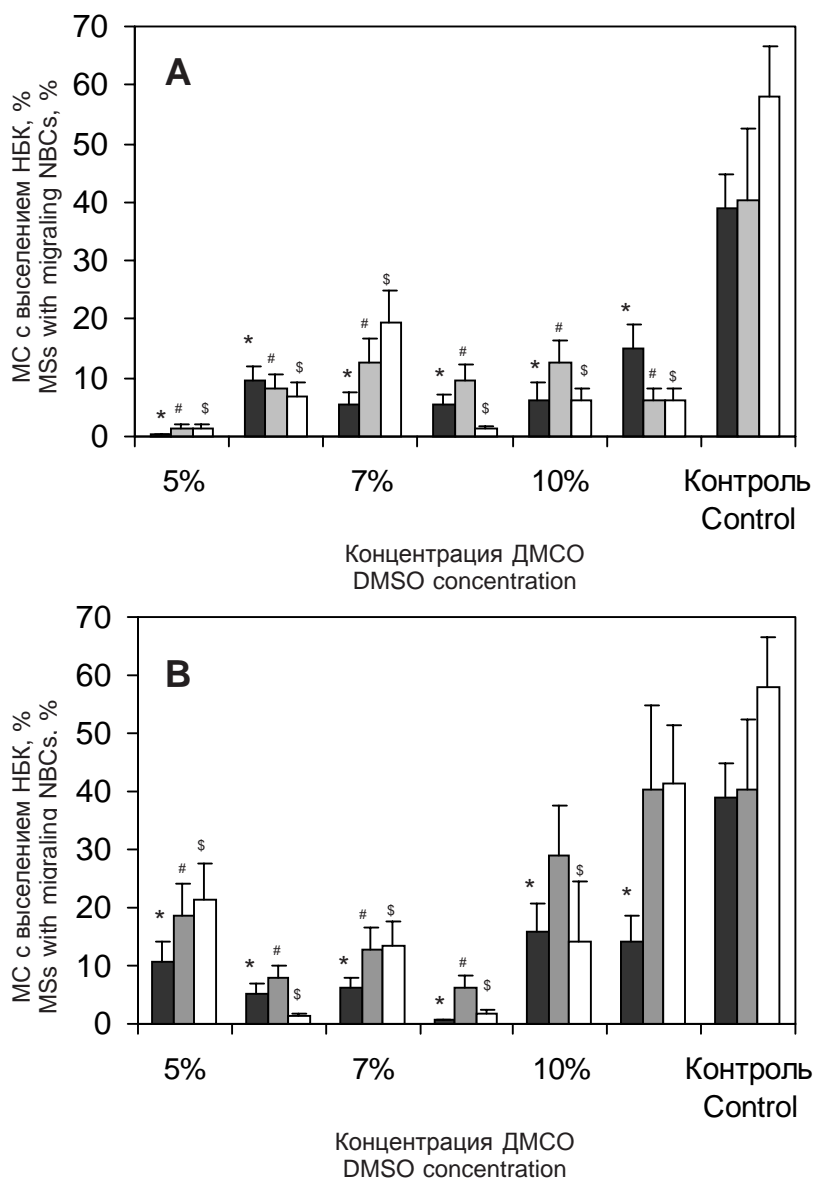 70
60
50
40
30
20
10
0
МС с выселением НБК, %
MSs with migraling NBCs, %
A
* # $
* # $
* # $
* # $
* # $
* # $
5%
7%
10%
Контроль
Control
Концентрация ДМСО
DMSO concentration
70
60
50
40
30
20
10
0
МС с выселением НБК, %
MSs with migraling NBCs. %
B
* # $
* # $
* # $
* # $
* $
*
5%
7%
10%
Контроль
Control
Концентрация ДМСО
DMSO concentration